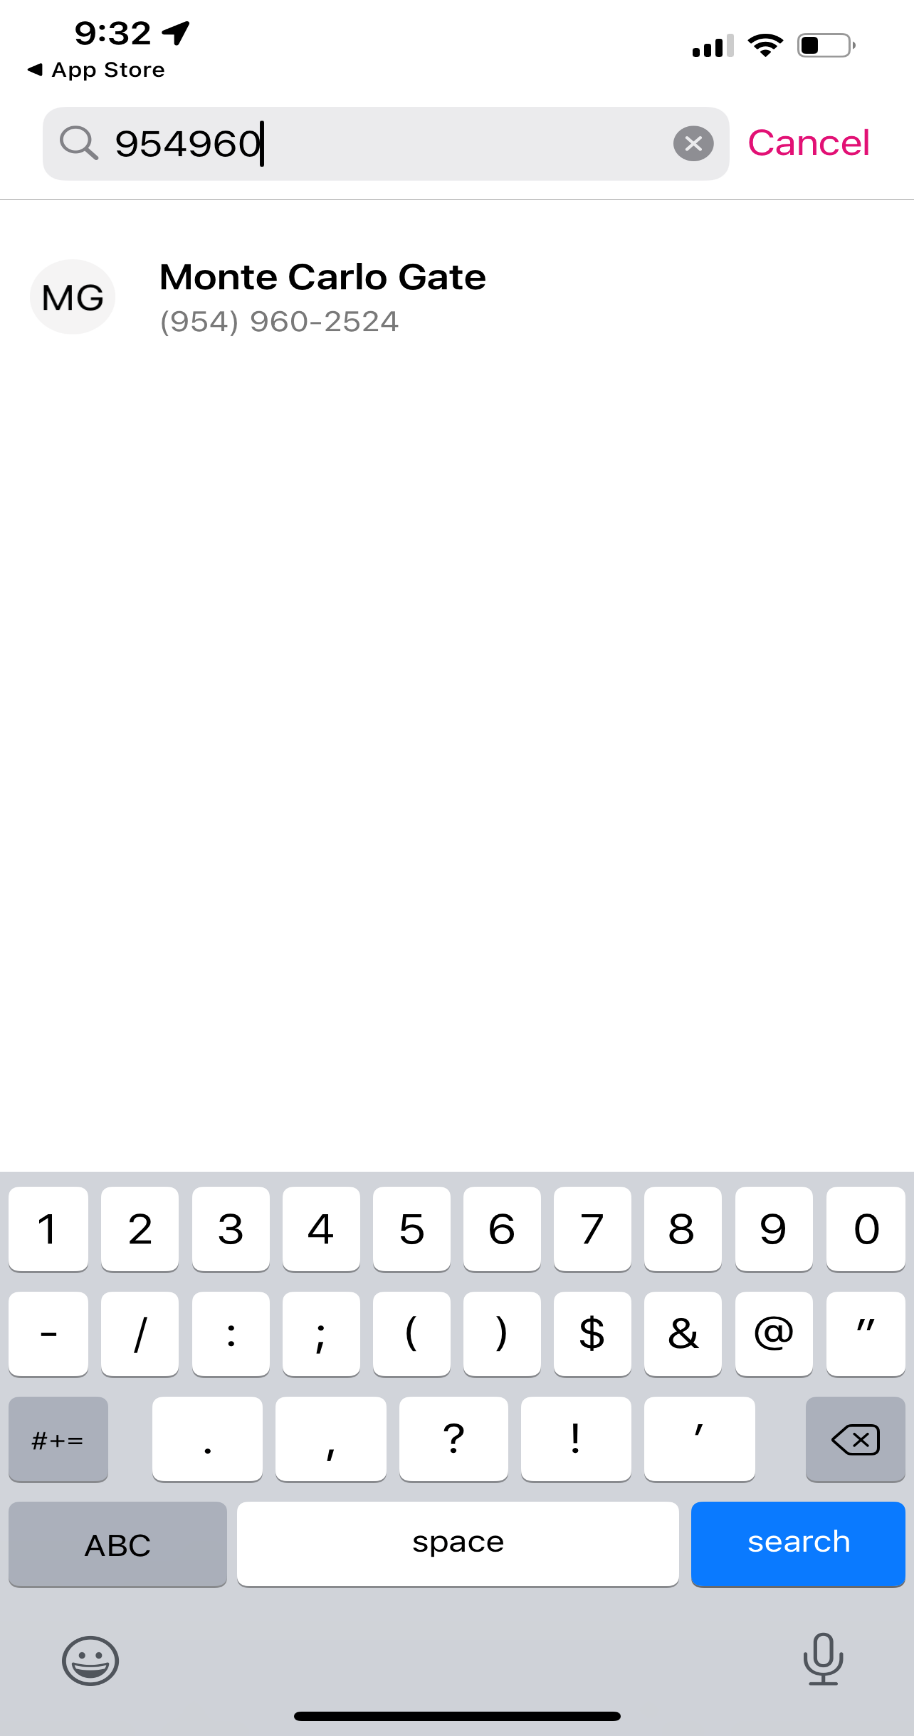 9:32
◀ App Store
954960
Cancel
MG
Monte Carlo Gate
(954) 960-2524
1 2 3 4 5 6 7 8 9 0
- / : ; ( ) $ & @ "
#+= . , ? ! '
ABC space search